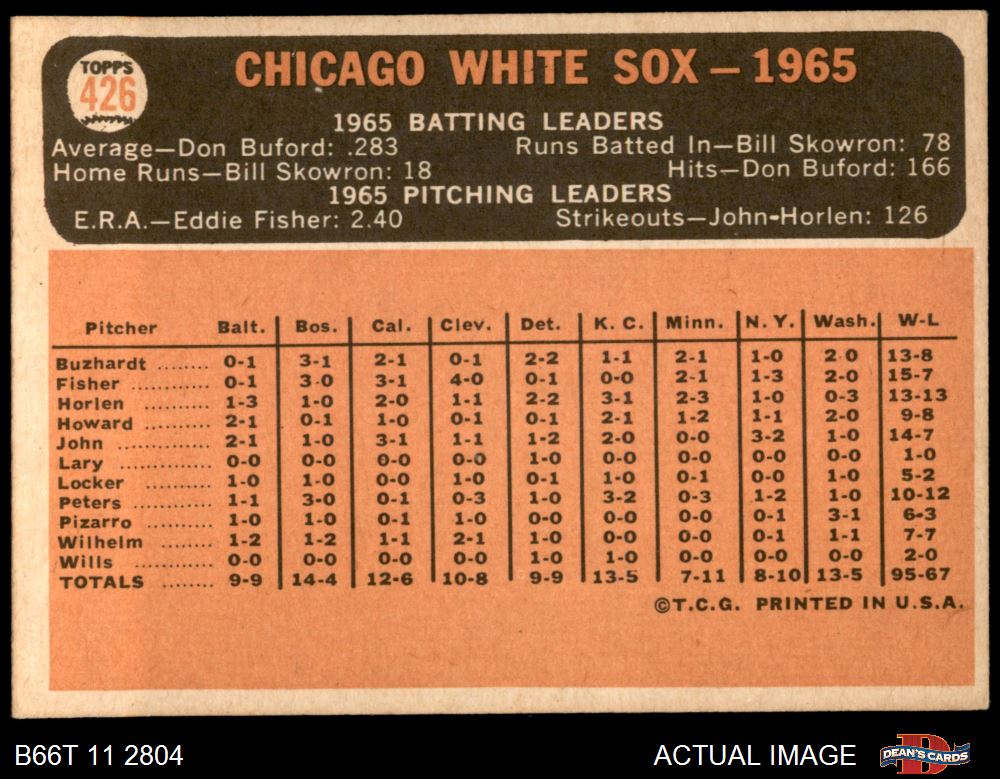 TOPPS
426
CHICAGO WHITE SOX — 1965
1965 BATTING LEADERS
Average—Don Buford: .283 Runs Batted In—Bill Skowron: 78
Home Runs—Bill Skowron: 18 Hits—Don Buford: 166
1965 PITCHING LEADERS
E.R.A.—Eddie Fisher: 2.40 Strikeouts—John-Horlen: 126
Pitcher Balt. Bos. Cal. Clev. Det. K. C. Minn. N. Y. Wash. W-L
Buzhardt ........ 0-1 3-1 2-1 0-1 2-2 1-1 2-1 1-0 2 0 13-8
Fisher ............ 0-1 3 0 3-1 4-0 0-1 0-0 2-1 1-3 2-0 15-7
Horlen .......... 1-3 1-0 2-0 1-1 2-2 3-1 2-3 1-0 0-3 13-13
Howard .......... 2-1 0-1 1-0 0-1 0-1 2-1 1-2 1-1 2-0 9-8
John .............. 2-1 1-0 3-1 1-1 1-2 2-0 0-0 3-2 1-0 14-7
Lary .............. 0-0 0-0 0-0 0-0 1-0 0-0 0-0 0-0 0-0 1-0
Locker .......... 1-0 1-0 0-0 1-0 0-1 1-0 0-1 0-0 1-0 5-2
Peters ............ 1-1 3-0 0-1 0-3 1-0 3-2 0-3 1-2 1-0 10-12
Pizarro .......... 1-0 1-0 0-1 1-0 0-0 0-0 0-0 0-1 3-1 6-3
Wilhelm ........ 1-2 1-2 1-1 2-1 1-0 0-0 0-0 0-1 1-1 7-7
Wills .............. 0-0 0-0 0-0 0-0 1-0 1-0 0-0 0-0 0-0 2-0
TOTALS ........ 9-9 14-4 12-6 10-8 9-9 13-5 7-11 8-10 13-5 95-67
©T.C.G. PRINTED IN U.S.A.
B66T 11 2804 ACTUAL IMAGE DEAN'S CARDS